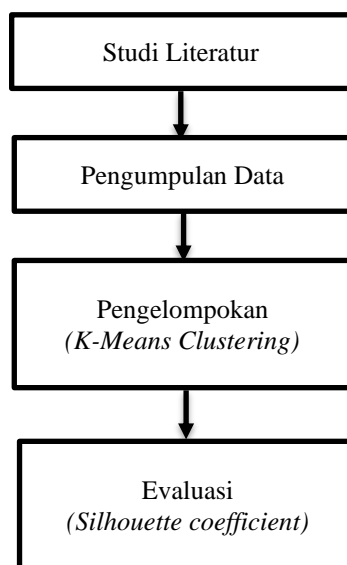 Studi Literatur
Pengumpulan Data
Pengelompokan
(K-Means Clustering)
Evaluasi
(Silhouette coefficient)